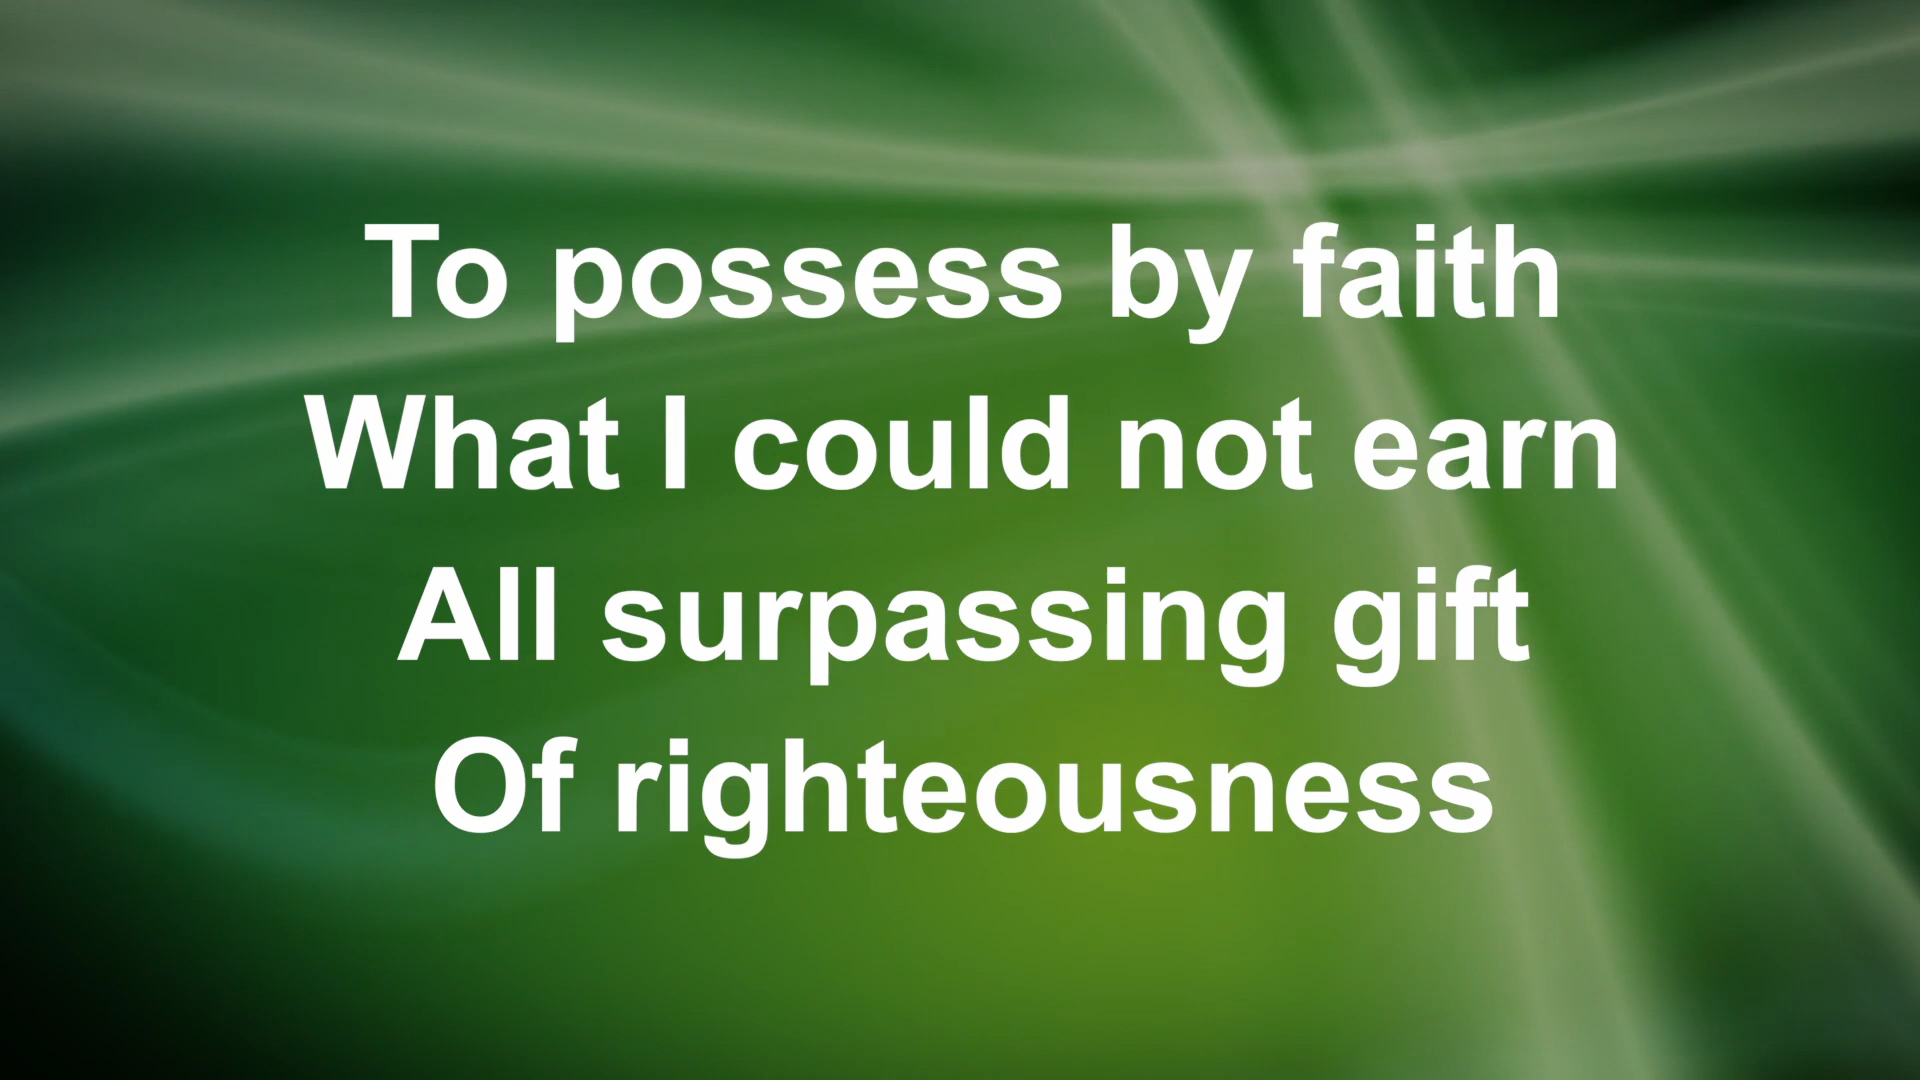 To possess by faith
What I could not earn
All surpassing gift
Of righteousness